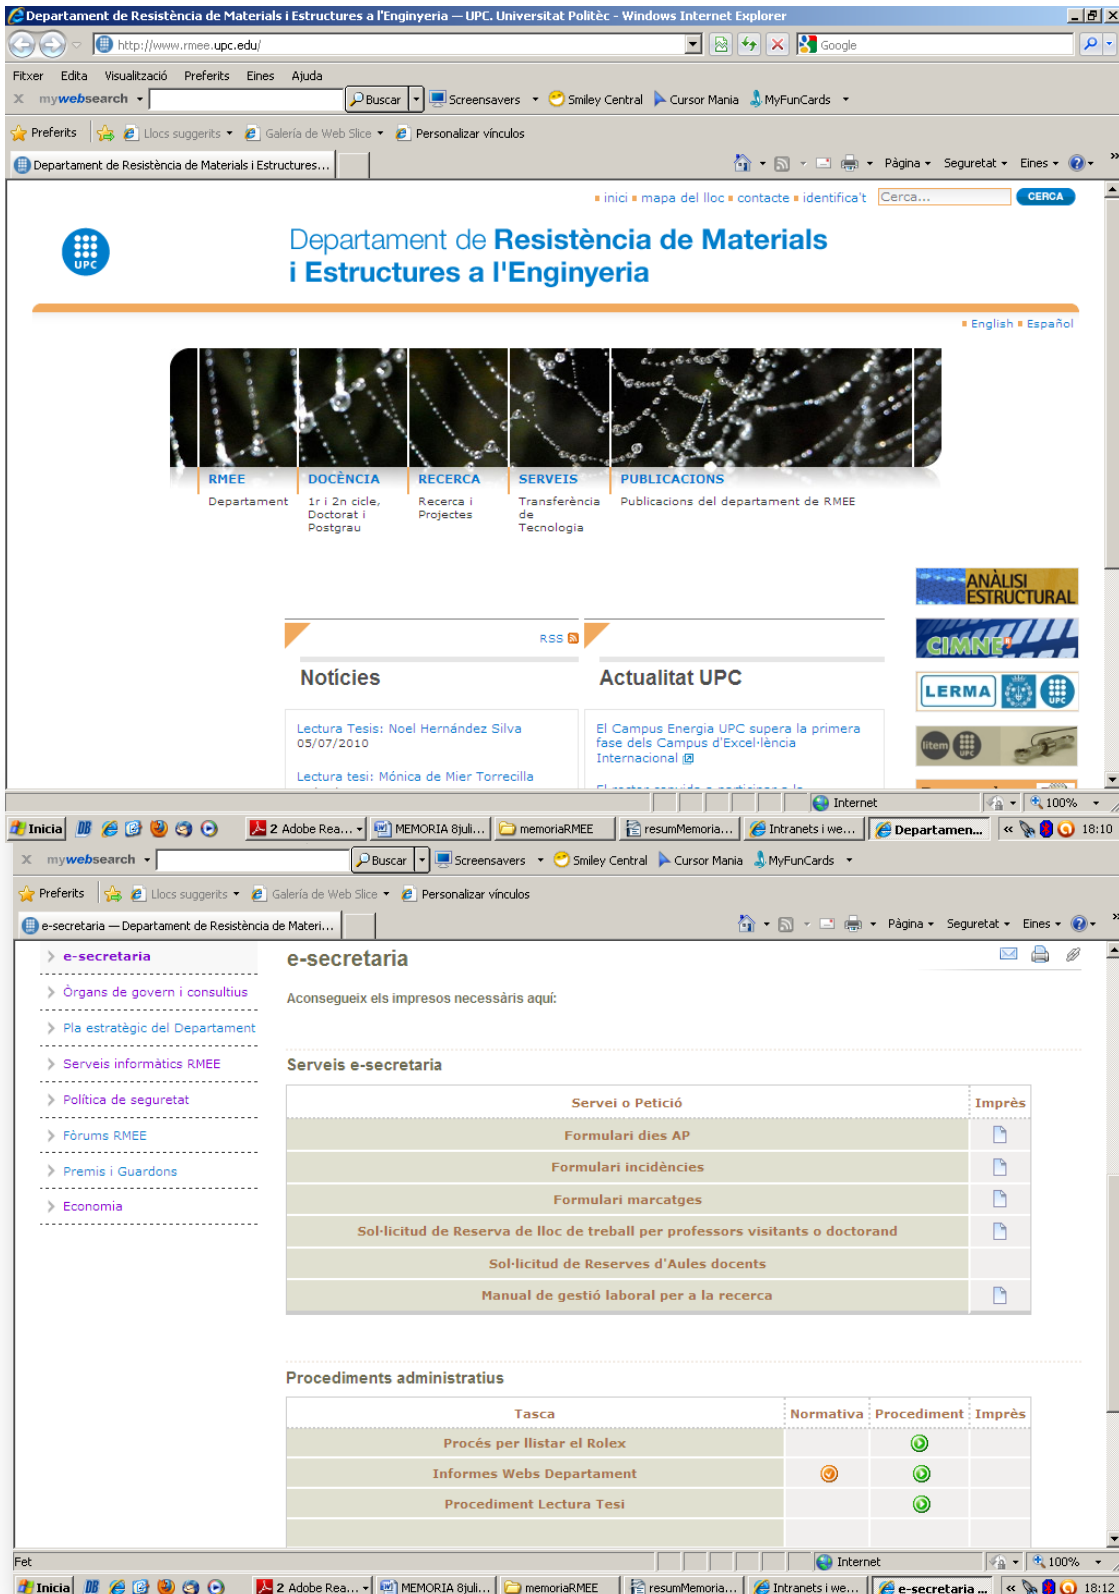 Departament de Resistència de Materials i Estructures a l'Enginyeria — UPC. Universitat Politèc - Windows Internet Explorer
http://www.rmee.upc.edu/
Google
Fitxer Edita Visualització Preferits Eines Ajuda
X mywebsearch Buscar Screensavers Smiley Central Cursor Mania MyFunCards
Preferits Llocs suggerits Galería de Web Slice Personalizar vínculos
Departament de Resistència de Materials i Estructures... Pàgina Seguretat Eines »
inici mapa del lloc contacte identifica't Cerca... CERCA
UPC
Departament de Resistència de Materials
i Estructures a l'Enginyeria
English Español
RMEE DOCÈNCIA RECERCA SERVEIS PUBLICACIONS
Departament 1r i 2n cicle, Recerca i Transferència Publicacions del departament de RMEE
Doctorat i Projectes de
Postgrau Tecnologia
ANÀLISI
ESTRUCTURAL
RSS
CIMNE
Notícies Actualitat UPC
LERMA UPC
Lectura Tesis: Noel Hernández Silva
05/07/2010
El Campus Energia UPC supera la primera
fase dels Campus d'Excel·lència
Internacional
litem UPC
Lectura tesi: Mónica de Mier Torrecilla
Internet 100%
Inicia 2 Adobe Rea... MEMORIA 8juli... memoriaRMEE resumMemoria... Intranets i we... Departamen... « 18:10
X mywebsearch Buscar Screensavers Smiley Central Cursor Mania MyFunCards
Preferits Llocs suggerits Galería de Web Slice Personalizar vínculos
e-secretaria — Departament de Resistència de Materi... Pàgina Seguretat Eines »
e-secretaria
Òrgans de govern i consultius
Pla estratègic del Departament
Serveis informàtics RMEE
Política de seguretat
Fòrums RMEE
Premis i Guardons
Economia
e-secretaria
Aconsegueix els impresos necessàris aquí:
Serveis e-secretaria
Servei o Petició Imprès
Formulari dies AP
Formulari incidències
Formulari marcatges
Sol·licitud de Reserva de lloc de treball per professors visitants o doctorand
Sol·licitud de Reserves d'Aules docents
Manual de gestió laboral per a la recerca
Procediments administratius
Tasca Normativa Procediment Imprès
Procés per llistar el Rolex
Informes Webs Departament
Procediment Lectura Tesi
Fet Internet 100%
Inicia 2 Adobe Rea... MEMORIA 8juli... memoriaRMEE resumMemoria... Intranets i we... e-secretaria ... « 18:12